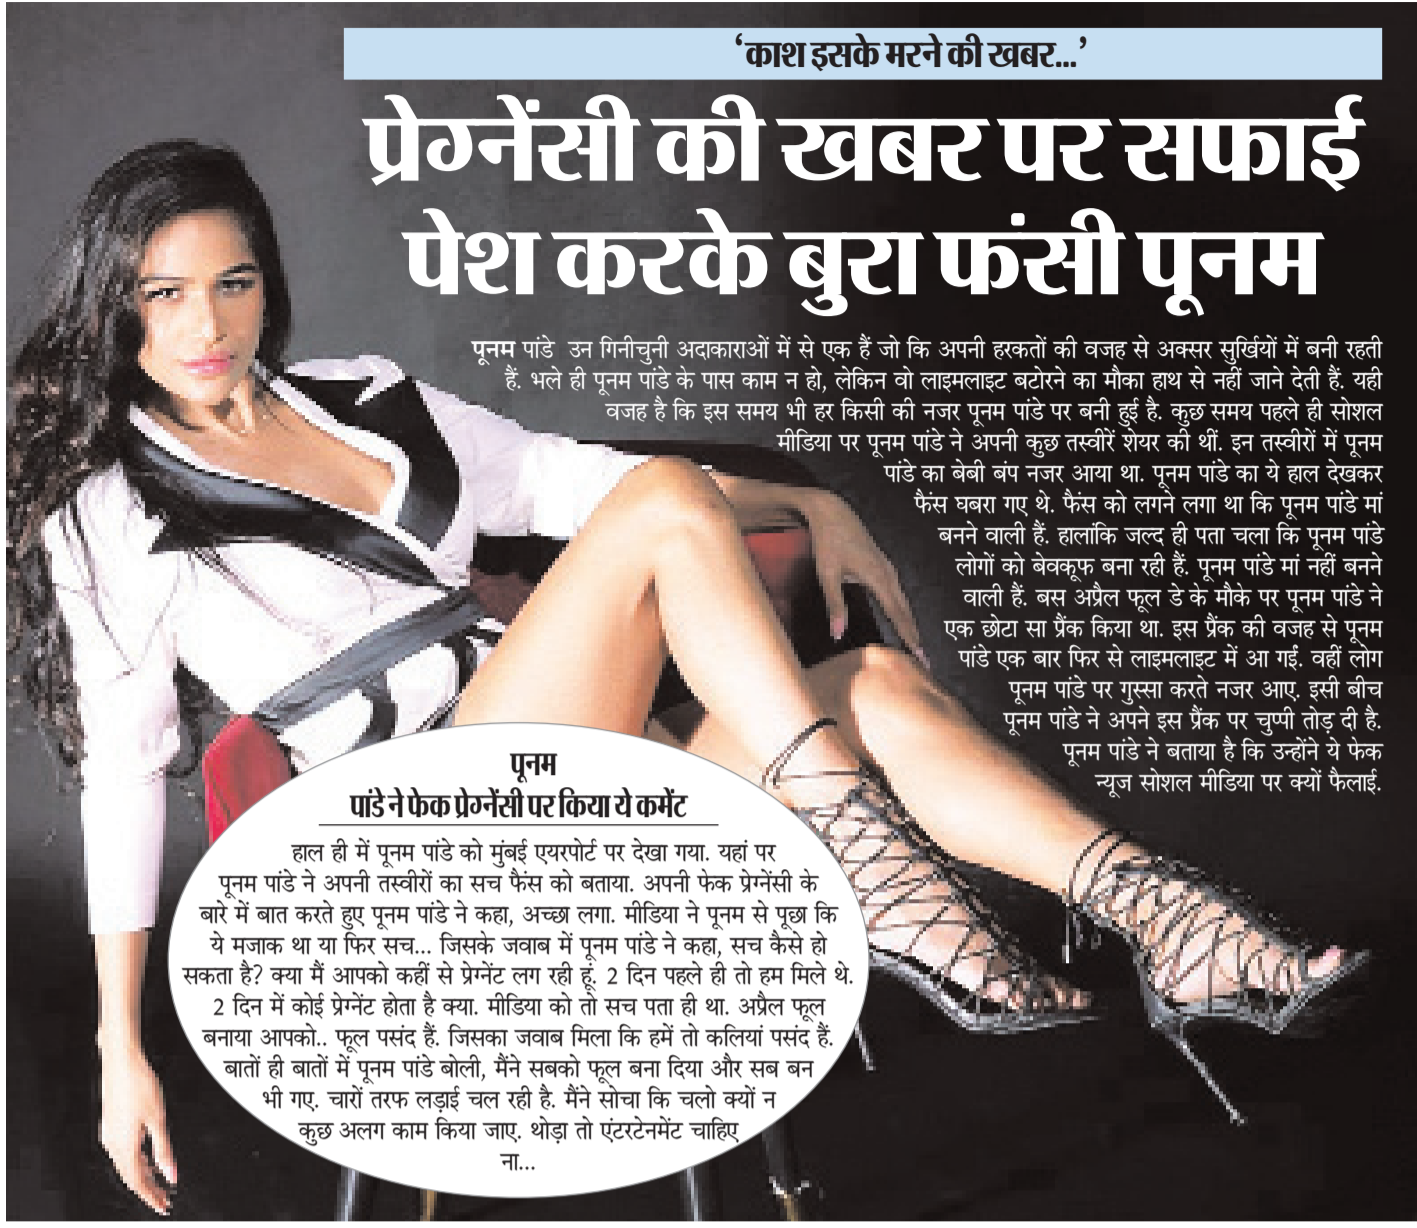 ‘काश इसके मरने की खबर...’
प्रेग्नेंसी की खबर पर सफाई
पेश करके बुरा फंसी पूनम
पूनम पांडे उन गिनीचुनी अदाकाराओं में से एक हैं जो कि अपनी हरकतों की वजह से अक्सर सुर्खियों में बनी रहती
हैं. भले ही पूनम पांडे के पास काम न हो, लेकिन वो लाइमलाइट बटोरने का मौका हाथ से नहीं जाने देती हैं. यही
वजह है कि इस समय भी हर किसी की नजर पूनम पांडे पर बनी हुई है. कुछ समय पहले ही सोशल
मीडिया पर पूनम पांडे ने अपनी कुछ तस्वीरें शेयर की थीं. इन तस्वीरों में पूनम
पांडे का बेबी बंप नजर आया था. पूनम पांडे का ये हाल देखकर
फैंस घबरा गए थे. फैंस को लगने लगा था कि पूनम पांडे मां
बनने वाली हैं. हालांकि जल्द ही पता चला कि पूनम पांडे
लोगों को बेवकूफ बना रही हैं. पूनम पांडे मां नहीं बनने
वाली हैं. बस अप्रैल फूल डे के मौके पर पूनम पांडे ने
एक छोटा सा प्रैंक किया था. इस प्रैंक की वजह से पूनम
पांडे एक बार फिर से लाइमलाइट में आ गईं. वहीं लोग
पूनम पांडे पर गुस्सा करते नजर आए. इसी बीच
पूनम पांडे ने अपने इस प्रैंक पर चुप्पी तोड़ दी है.
पूनम पांडे ने बताया है कि उन्होंने ये फेक
न्यूज सोशल मीडिया पर क्यों फैलाई.
पूनम
पांडे ने फेक प्रेग्नेंसी पर किया ये कमेंट
हाल ही में पूनम पांडे को मुंबई एयरपोर्ट पर देखा गया. यहां पर
पूनम पांडे ने अपनी तस्वीरों का सच फैंस को बताया. अपनी फेक प्रेग्नेंसी के
बारे में बात करते हुए पूनम पांडे ने कहा, अच्छा लगा. मीडिया ने पूनम से पूछा कि
ये मजाक था या फिर सच... जिसके जवाब में पूनम पांडे ने कहा, सच कैसे हो
सकता है? क्या मैं आपको कहीं से प्रेग्नेंट लग रही हूं. 2 दिन पहले ही तो हम मिले थे.
2 दिन में कोई प्रेग्नेंट होता है क्या. मीडिया को तो सच पता ही था. अप्रैल फूल
बनाया आपको.. फूल पसंद हैं. जिसका जवाब मिला कि हमें तो कलियां पसंद हैं.
बातों ही बातों में पूनम पांडे बोली, मैंने सबको फूल बना दिया और सब बन
भी गए. चारों तरफ लड़ाई चल रही है. मैंने सोचा कि चलो क्यों न
कुछ अलग काम किया जाए. थोड़ा तो एंटरटेनमेंट चाहिए
ना...